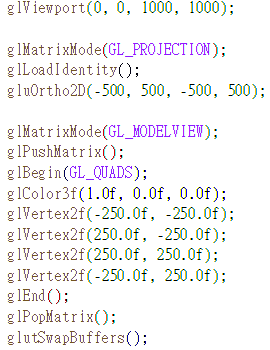 glViewport(0, 0, 1000, 1000);
glMatrixMode(GL_PROJECTION);
glLoadIdentity();
gluOrtho2D(-500, 500, -500, 500);
glMatrixMode(GL_MODELVIEW);
glPushMatrix();
glBegin(GL_QUADS);
glColor3f(1.0f, 0.0f, 0.0f);
glVertex2f(-250.0f, -250.0f);
glVertex2f(250.0f, -250.0f);
glVertex2f(250.0f, 250.0f);
glVertex2f(-250.0f, 250.0f);
glEnd();
glPopMatrix();
glutSwapBuffers();